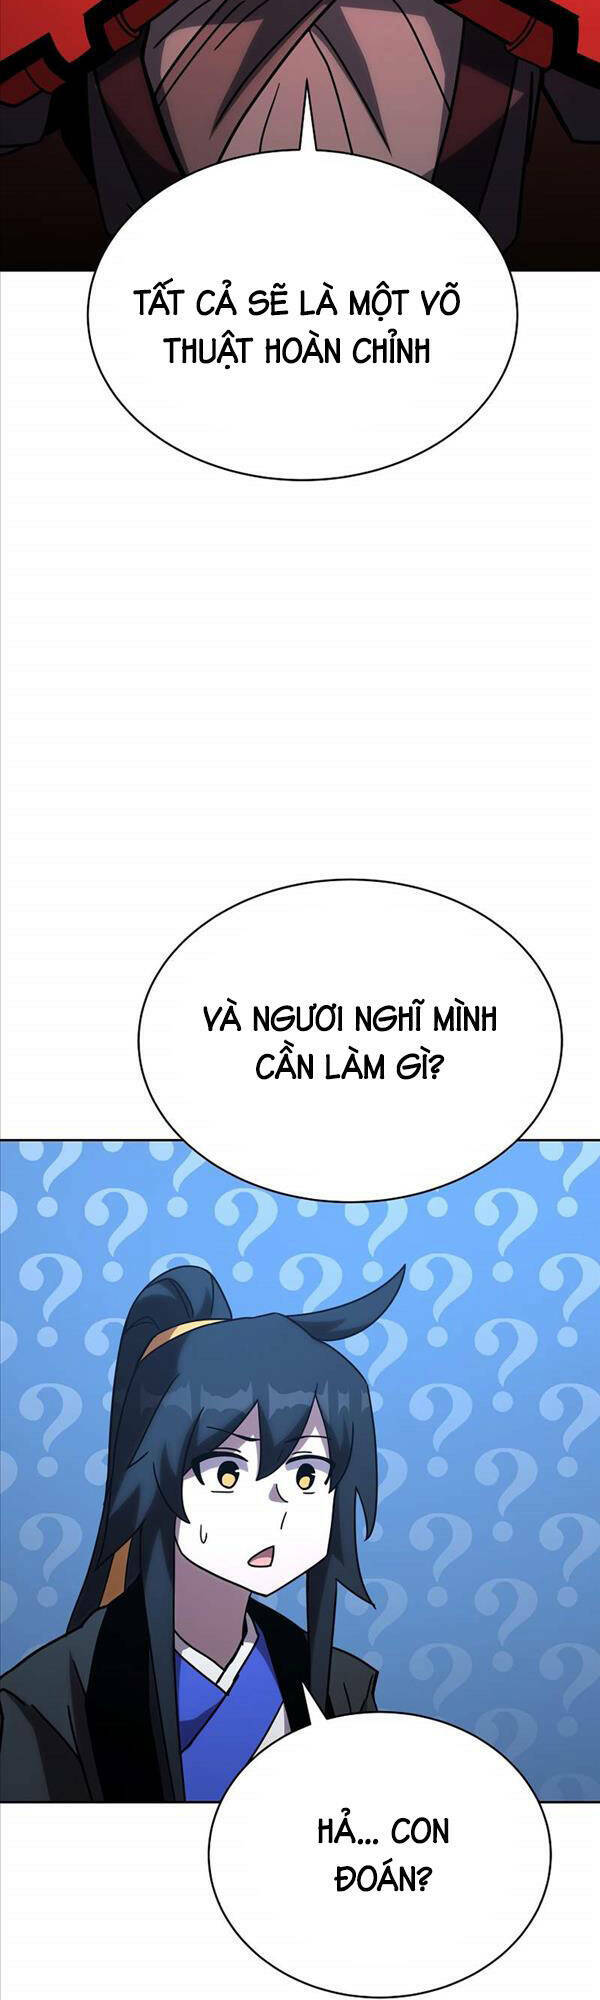 TẤT CẢ SẼ LÀ MỘT VÕ
THUẬT HOÀN CHỈNH
VÀ NGƯƠI NGHĨ MÌNH
CẦN LÀM GÌ?
HẢ... CON
ĐOÁN?